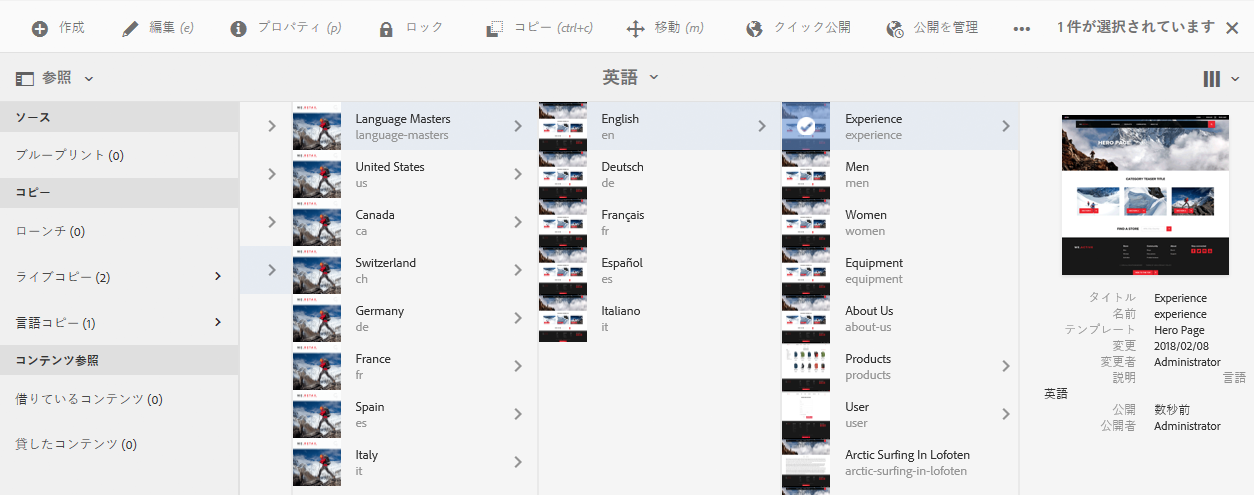 作成 編集 (e) プロパティ (p) ロック コピー (ctrl+c) 移動 (m) クイック公開 公開を管理 1 件が選択されています
参照 英語
ソース
ブループリント (0)
コピー
ローンチ (0)
ライブコピー (2)
言語コピー (1)
コンテンツ参照
借りているコンテンツ (0)
貸したコンテンツ (0)
Language Masters
language-masters
United States
us
Canada
ca
Switzerland
ch
Germany
de
France
fr
Spain
es
Italy
it
English
en
Deutsch
de
Français
fr
Español
es
Italiano
it
Experience
experience
Men
men
Women
women
Equipment
equipment
About Us
about-us
Products
products
User
user
Arctic Surfing In Lofoten
arctic-surfing-in-lofoten
HERO PAGE
CATEGORY TEASER TITLE
FIND A STORE
タイトル Experience
名前 experience
テンプレート Hero Page
変更 2018/02/08
変更者 Administrator
説明 言語
英語
公開 数秒前
公開者 Administrator